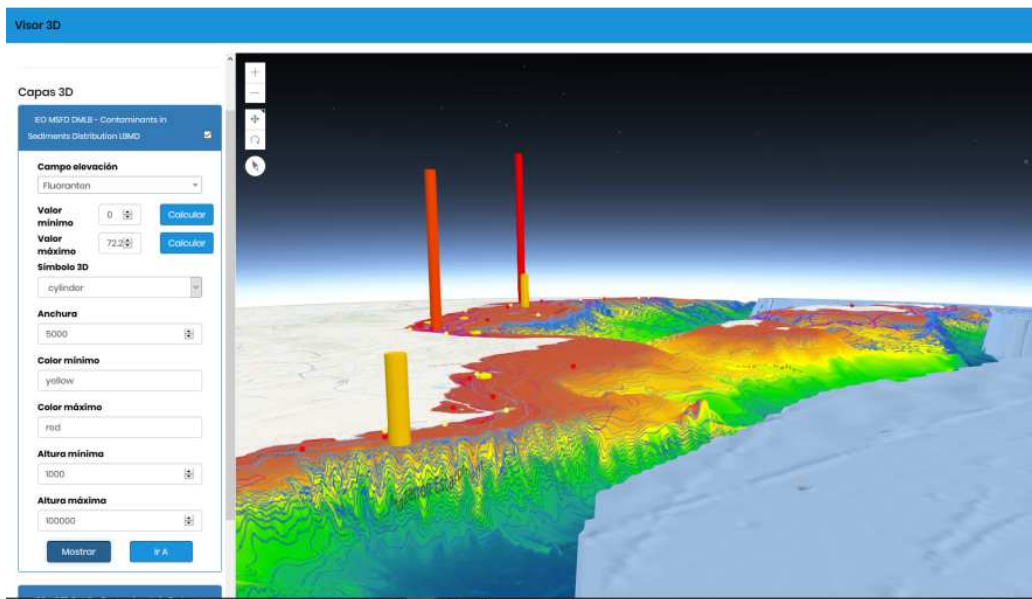 Visor 3D
Capas 3D
IEO MSFD DMLB - Contaminants in
Sediments Distribution LBMD
Campo elevación
Fluoranten
Valor
mínimo
0
Calcular
Valor
máximo
72.2
Calcular
Símbolo 3D
cylinder
Anchura
5000
Color mínimo
yellow
Color máximo
red
Altura mínima
1000
Altura máxima
100000
Mostrar
Ir A